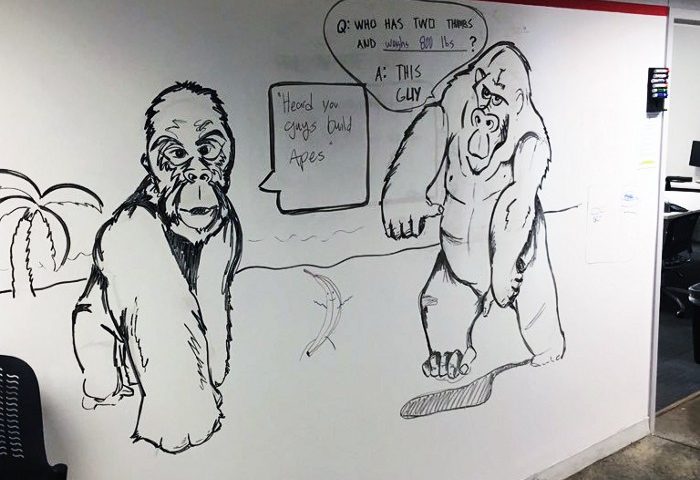 Q: WHO HAS TWO THUMBS
AND weighs 800 lbs ?
A: THIS
GUY
"Heard you
guys build
Apes"